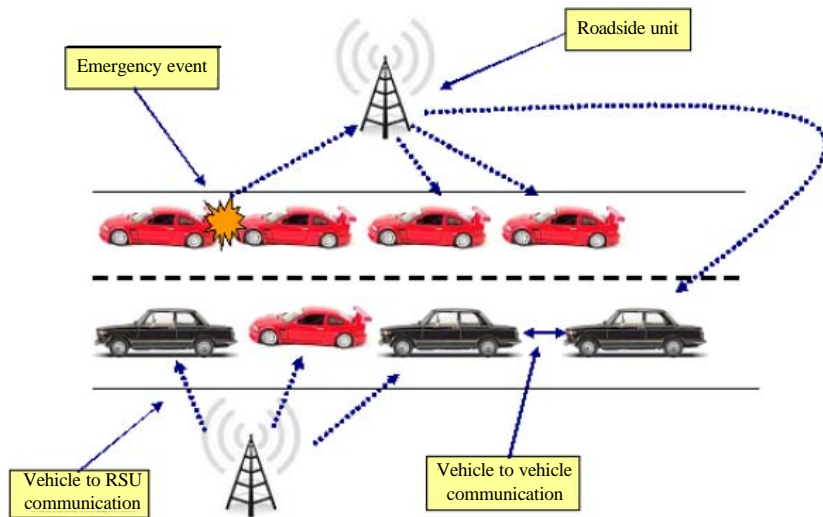 Roadside unit
Emergency event
Vehicle to RSU
communication
Vehicle to vehicle
communication